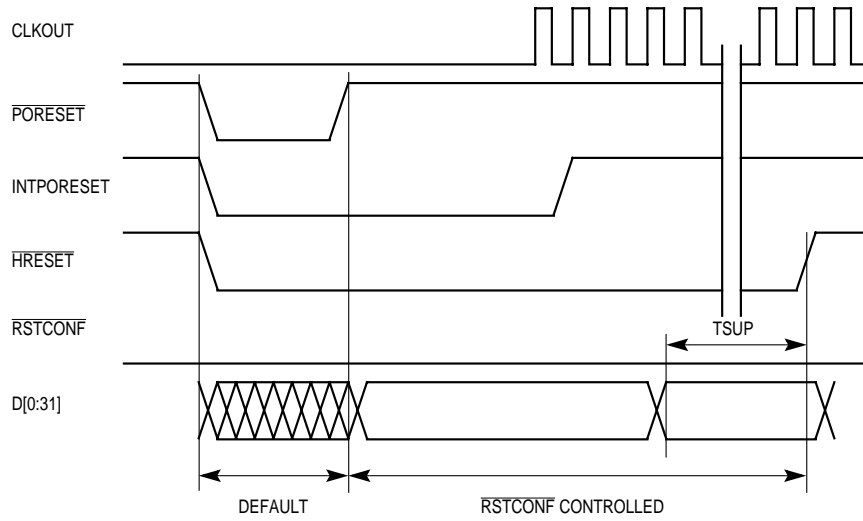 CLKOUT
PORESET
INTPORESET
HRESET
RSTCONF
TSUP
D[0:31]
DEFAULT
RSTCONF CONTROLLED